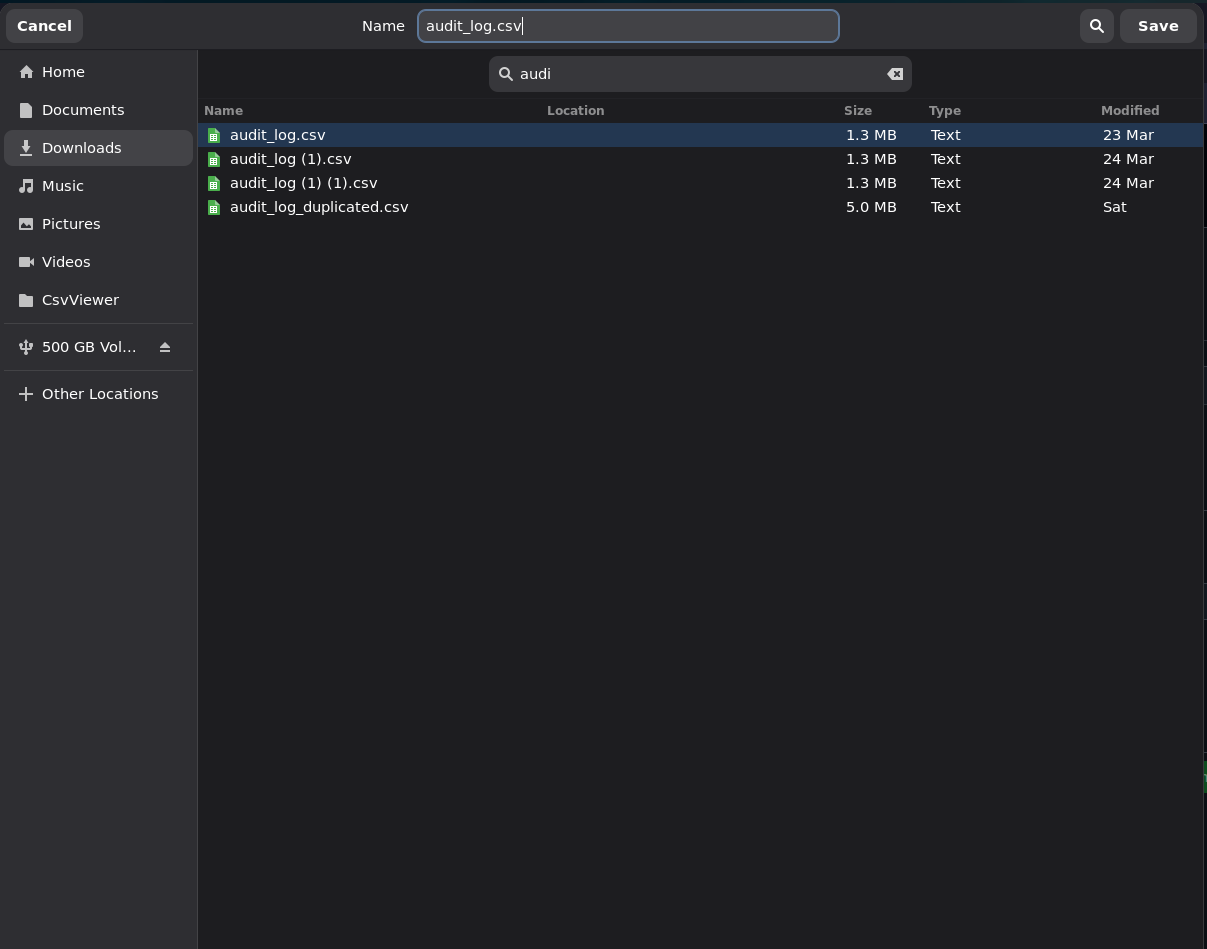 Cancel Name audit_log.csv Save
Home
Documents
Downloads
Music
Pictures
Videos
CsvViewer
500 GB Vol...
Other Locations
audi
Name Location Size Type Modified
audit_log.csv 1.3 MB Text 23 Mar
audit_log (1).csv 1.3 MB Text 24 Mar
audit_log (1) (1).csv 1.3 MB Text 24 Mar
audit_log_duplicated.csv 5.0 MB Text Sat